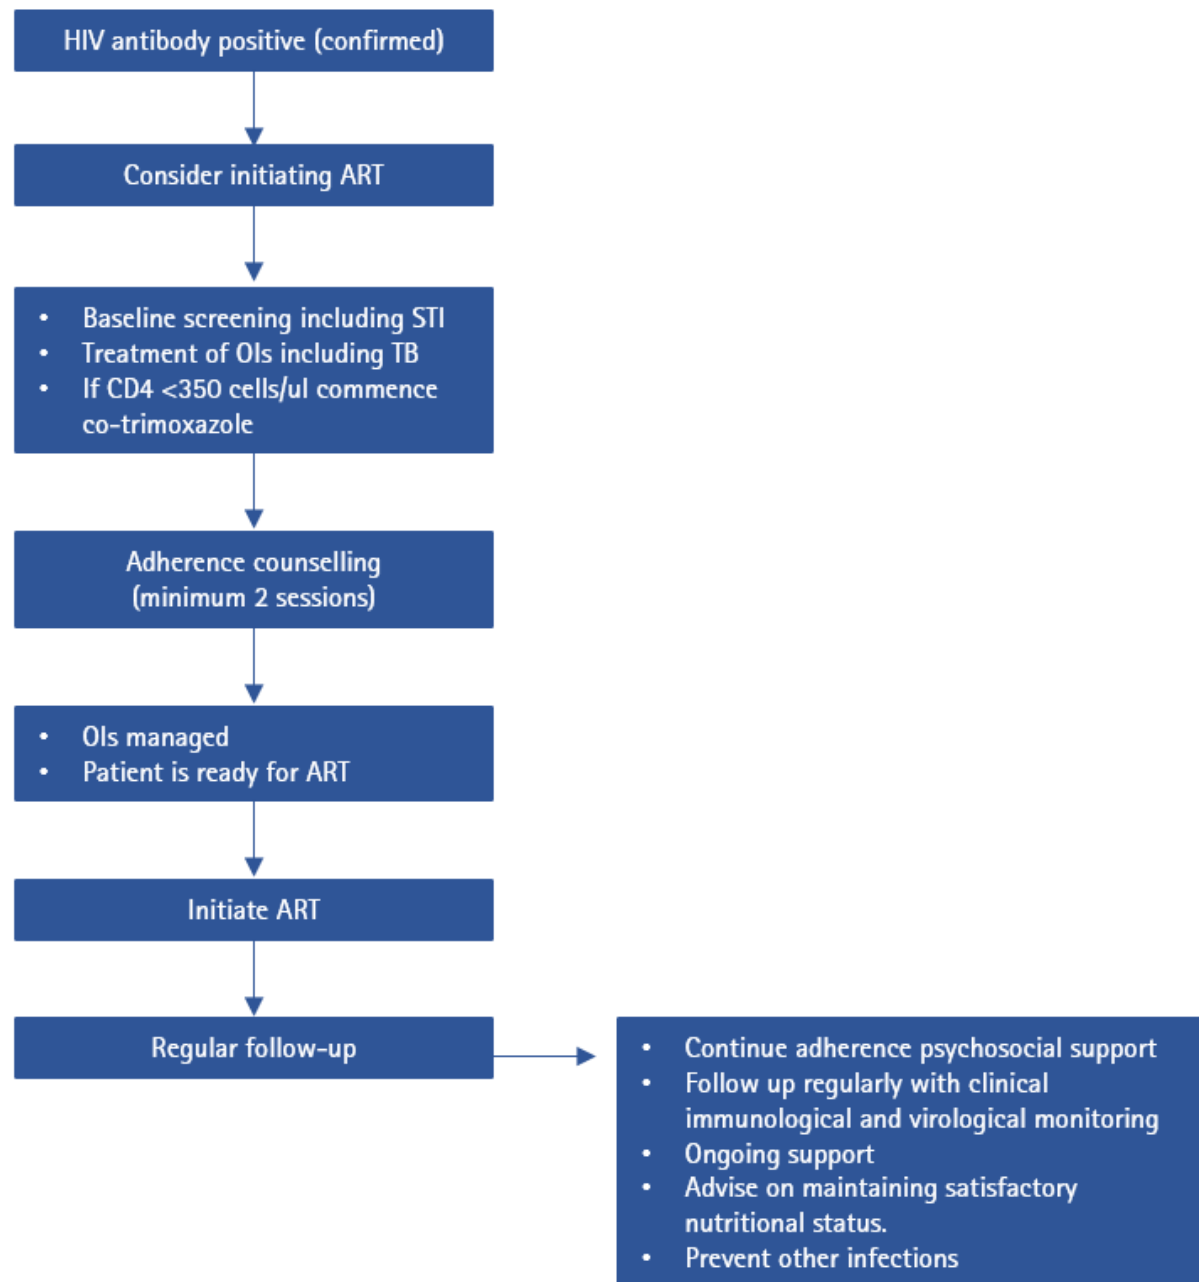 HIV antibody positive (confirmed)
Consider initiating ART
• Baseline screening including STI
• Treatment of OIs including TB
• If CD4 <350 cells/ul commence
co-trimoxazole
Adherence counselling
(minimum 2 sessions)
• OIs managed
• Patient is ready for ART
Initiate ART
Regular follow-up
• Continue adherence psychosocial support
• Follow up regularly with clinical
immunological and virological monitoring
• Ongoing support
• Advise on maintaining satisfactory
nutritional status.
• Prevent other infections